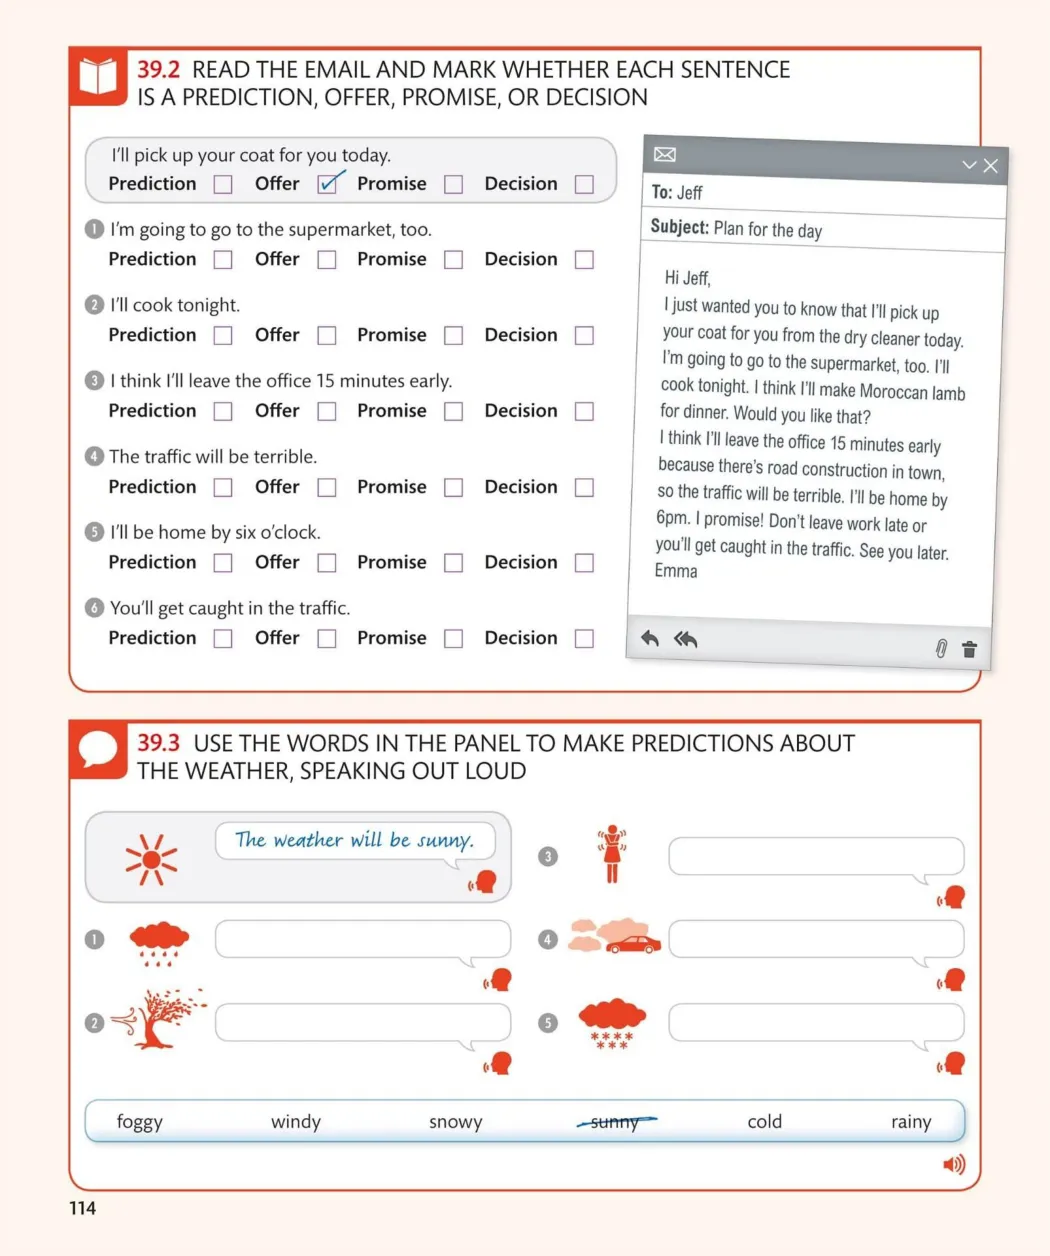 39.2 READ THE EMAIL AND MARK WHETHER EACH SENTENCE
IS A PREDICTION, OFFER, PROMISE, OR DECISION
I'll pick up your coat for you today.
Prediction Offer Promise Decision
1 I'm going to go to the supermarket, too.
Prediction Offer Promise Decision
2 I'll cook tonight.
Prediction Offer Promise Decision
3 I think I'll leave the office 15 minutes early.
Prediction Offer Promise Decision
4 The traffic will be terrible.
Prediction Offer Promise Decision
5 I'll be home by six o'clock.
Prediction Offer Promise Decision
6 You'll get caught in the traffic.
Prediction Offer Promise Decision
To: Jeff
Subject: Plan for the day
Hi Jeff,
I just wanted you to know that I'll pick up
your coat for you from the dry cleaner today.
I'm going to go to the supermarket, too. I'll
cook tonight. I think I'll make Moroccan lamb
for dinner. Would you like that?
I think I'll leave the office 15 minutes early
because there's road construction in town,
so the traffic will be terrible. I'll be home by
6pm. I promise! Don't leave work late or
you'll get caught in the traffic. See you later.
Emma
39.3 USE THE WORDS IN THE PANEL TO MAKE PREDICTIONS ABOUT
THE WEATHER, SPEAKING OUT LOUD
The weather will be sunny.
1
2
3
4
5
foggy windy snowy sunny cold rainy
114